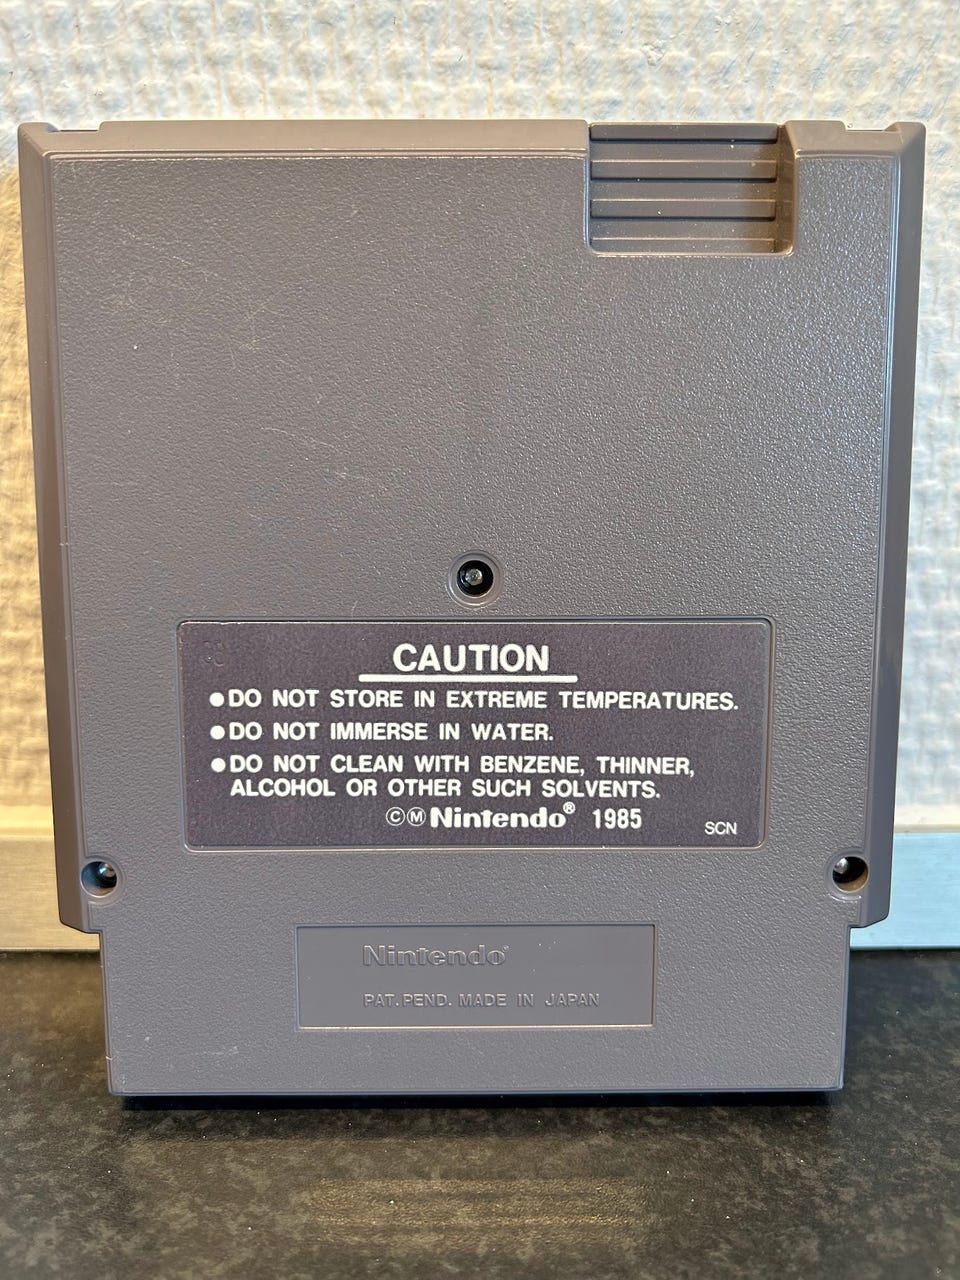 CAUTION
●DO NOT STORE IN EXTREME TEMPERATURES.
●DO NOT IMMERSE IN WATER.
●DO NOT CLEAN WITH BENZENE, THINNER,
ALCOHOL OR OTHER SUCH SOLVENTS.
ⒸⓂNintendo® 1985
SCN
Nintendo®
PAT.PEND. MADE IN JAPAN